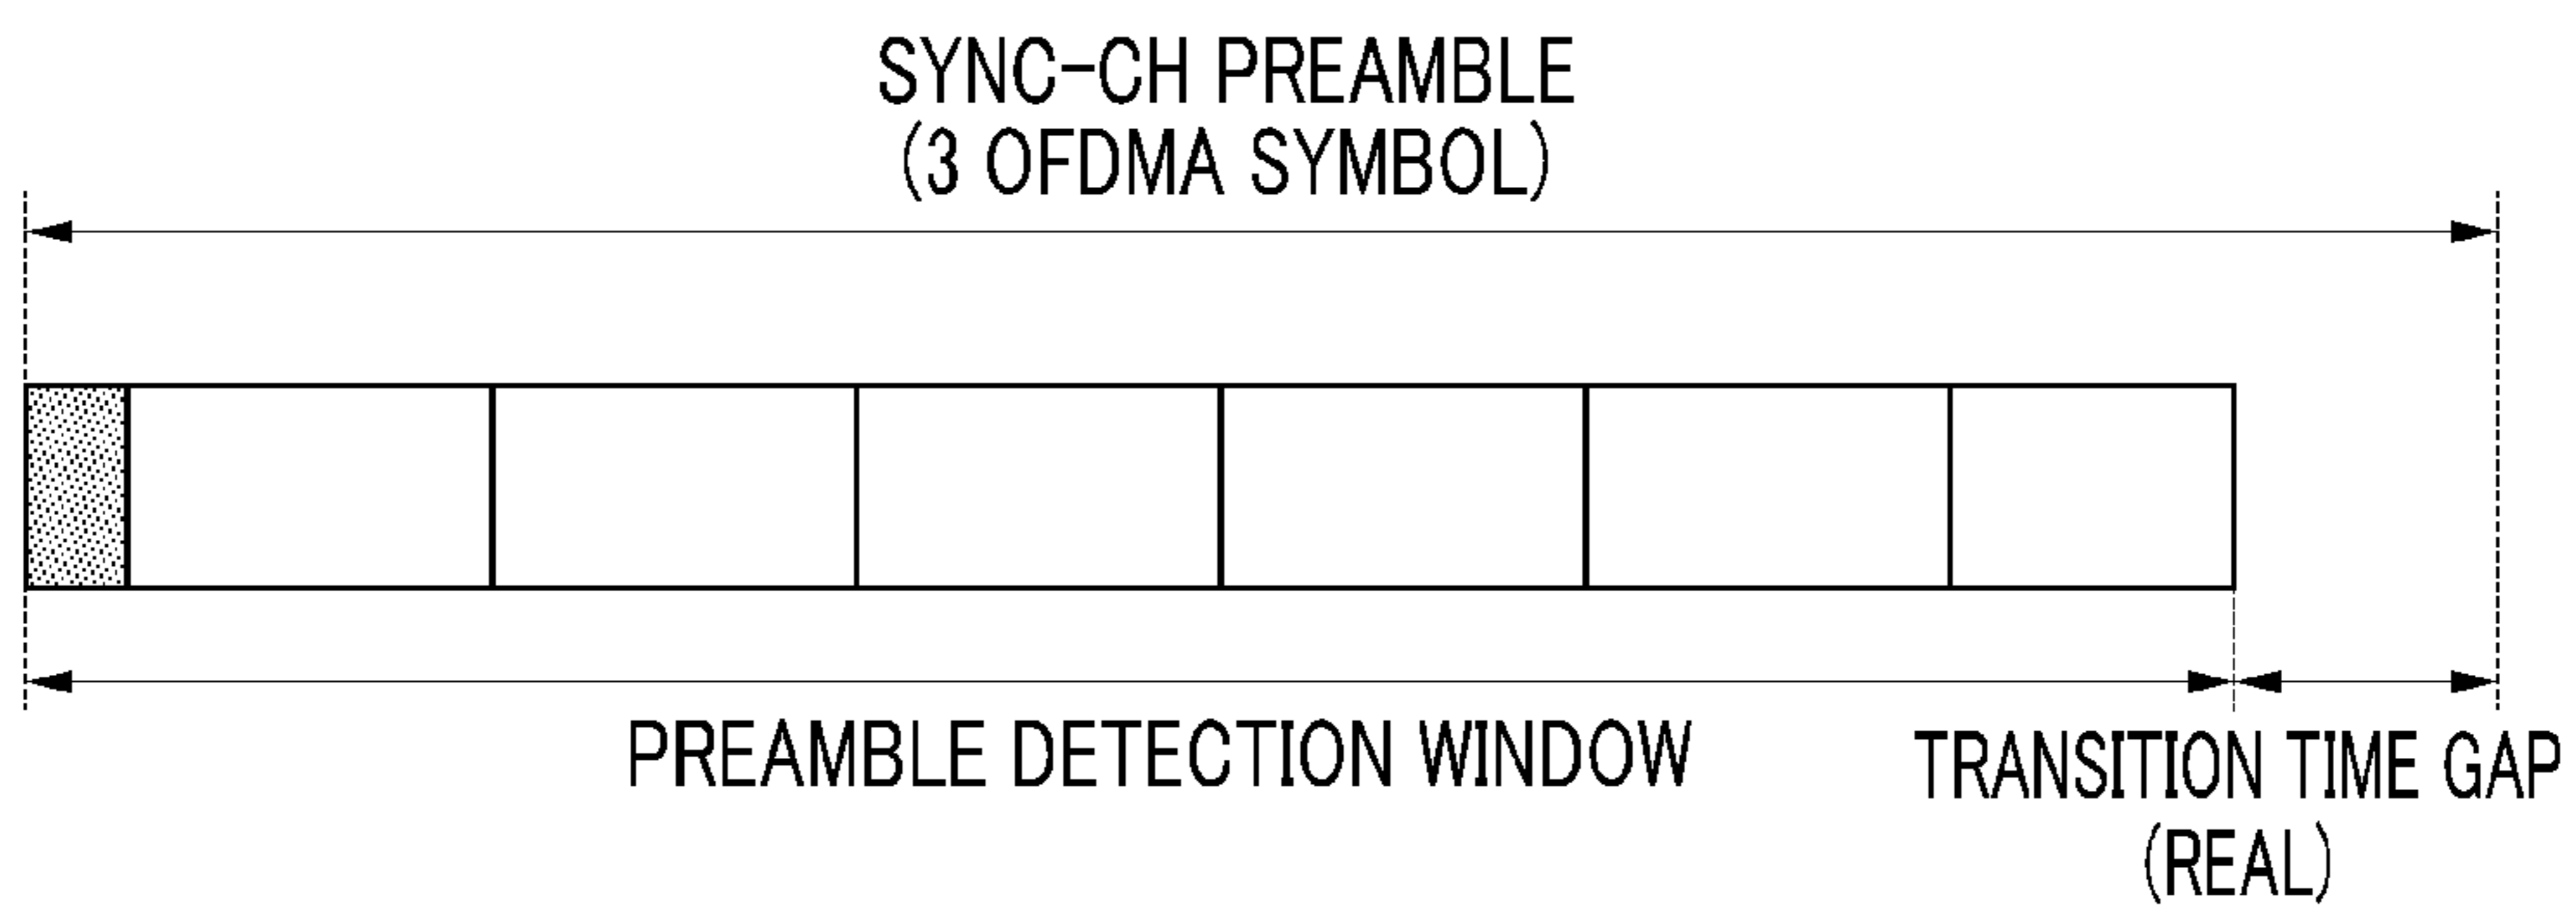 SYNC-CH PREAMBLE
(3 OFDMA SYMBOL)
PREAMBLE DETECTION WINDOW
TRANSITION TIME GAP
(REAL)